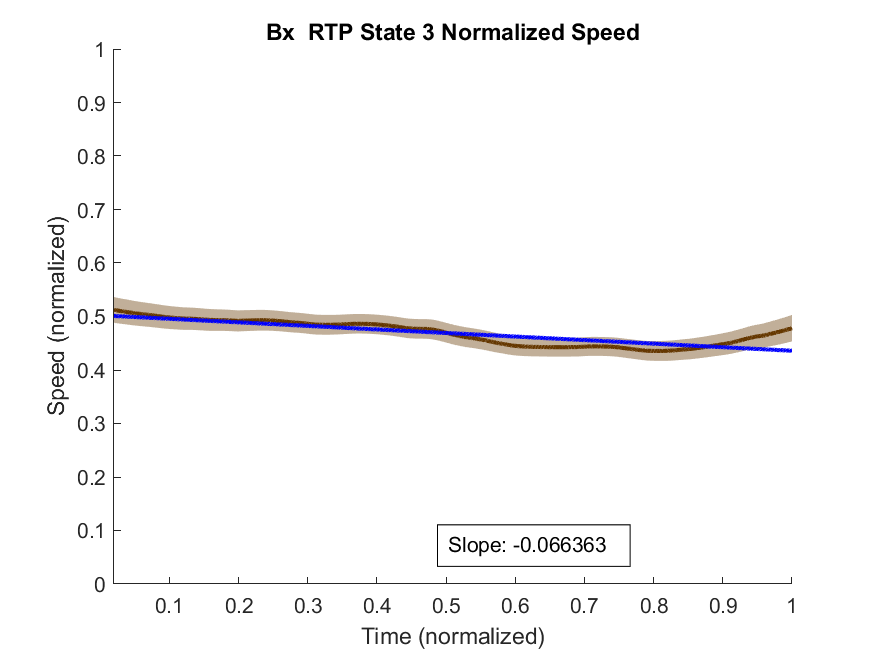 Bx  RTP State 3 Normalized Speed
1
0.9
0.8
0.7
0.6
0.5
0.4
0.3
0.2
0.1
0
Speed (normalized)
Slope: -0.066363
0.1 0.2 0.3 0.4 0.5 0.6 0.7 0.8 0.9 1
Time (normalized)